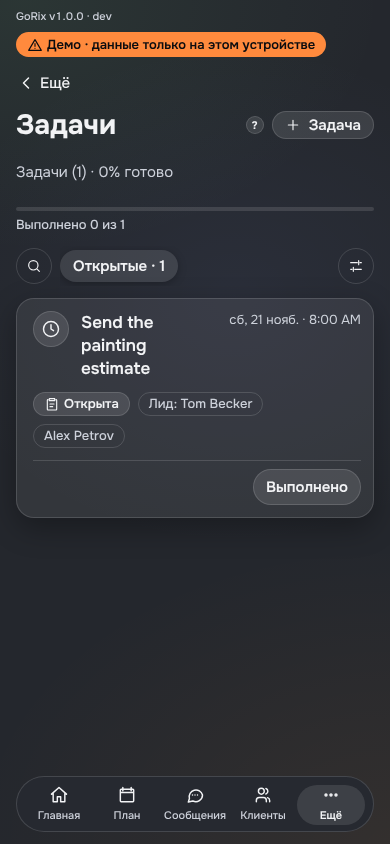 GoRix v1.0.0 · dev
Демо · данные только на этом устройстве
Ещё
Задачи
?
Задача
Задачи (1) · 0% готово
Выполнено 0 из 1
Открытые · 1
Send the painting estimate
сб, 21 нояб. · 8:00 AM
Открыта
Лид: Tom Becker
Alex Petrov
Выполнено
Главная
План
Сообщения
Клиенты
Ещё